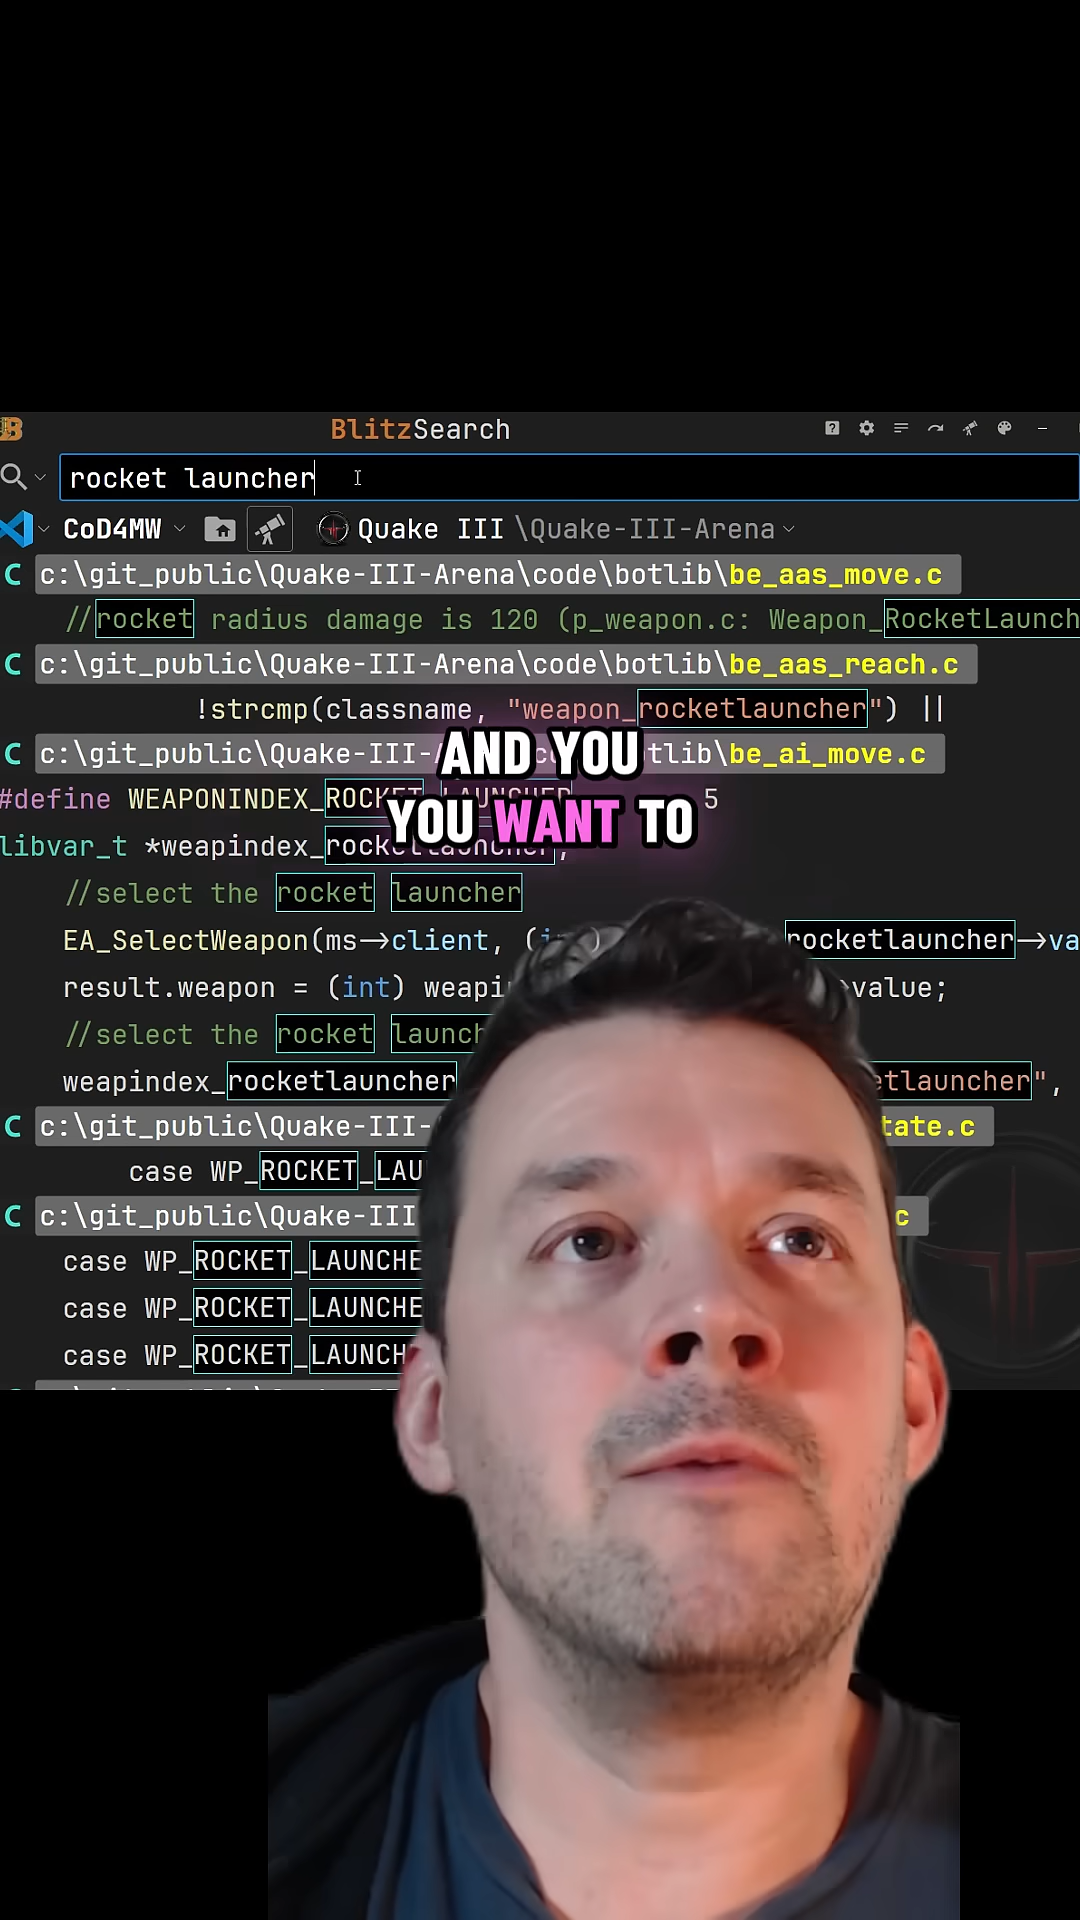 BlitzSearch
rocket launcher
CoD4MW Quake III \Quake-III-Arena
C c:\git_public\Quake-III-Arena\code\botlib\be_aas_move.c
//rocket radius damage is 120 (p_weapon.c: Weapon_RocketLaunch
C c:\git_public\Quake-III-Arena\code\botlib\be_aas_reach.c
!strcmp(classname, "weapon_rocketlauncher") ||
AND YOU
C c:\git_public\Quake-III-A tlib\be_ai_move.c
#define WEAPONINDEX_ROCKET_LAUNCHER 5
YOU WANT TO
libvar_t *weapindex_rocketlauncher;
//select the rocket launcher
EA_SelectWeapon(ms->client, (int) rocketlauncher->va
result.weapon = (int) weapi value;
//select the rocket launch
weapindex_rocketlauncher etlauncher",
C c:\git_public\Quake-III- tate.c
case WP_ROCKET_LAU
C c:\git_public\Quake-III c
case WP_ROCKET_LAUNCHE
case WP_ROCKET_LAUNCHE
case WP_ROCKET_LAUNCH